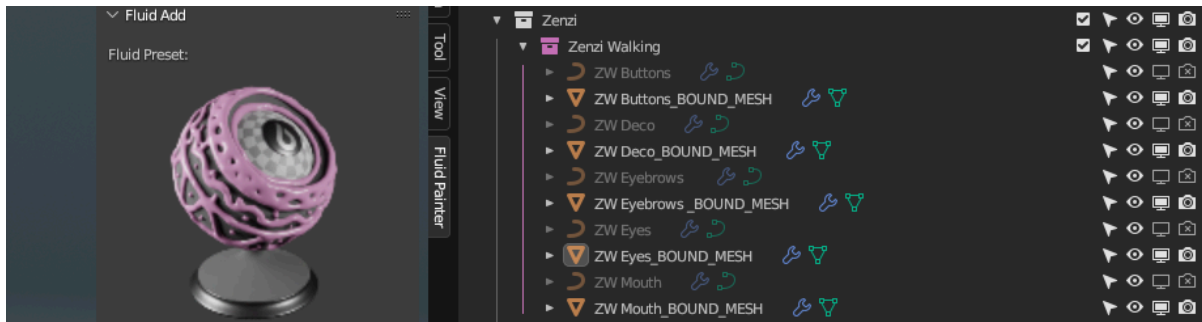 Fluid Add
Fluid Preset:
Tool
View
Fluid Painter
Zenzi
Zenzi Walking
ZW Buttons
ZW Buttons_BOUND_MESH
ZW Deco
ZW Deco_BOUND_MESH
ZW Eyebrows
ZW Eyebrows _BOUND_MESH
ZW Eyes
ZW Eyes_BOUND_MESH
ZW Mouth
ZW Mouth_BOUND_MESH